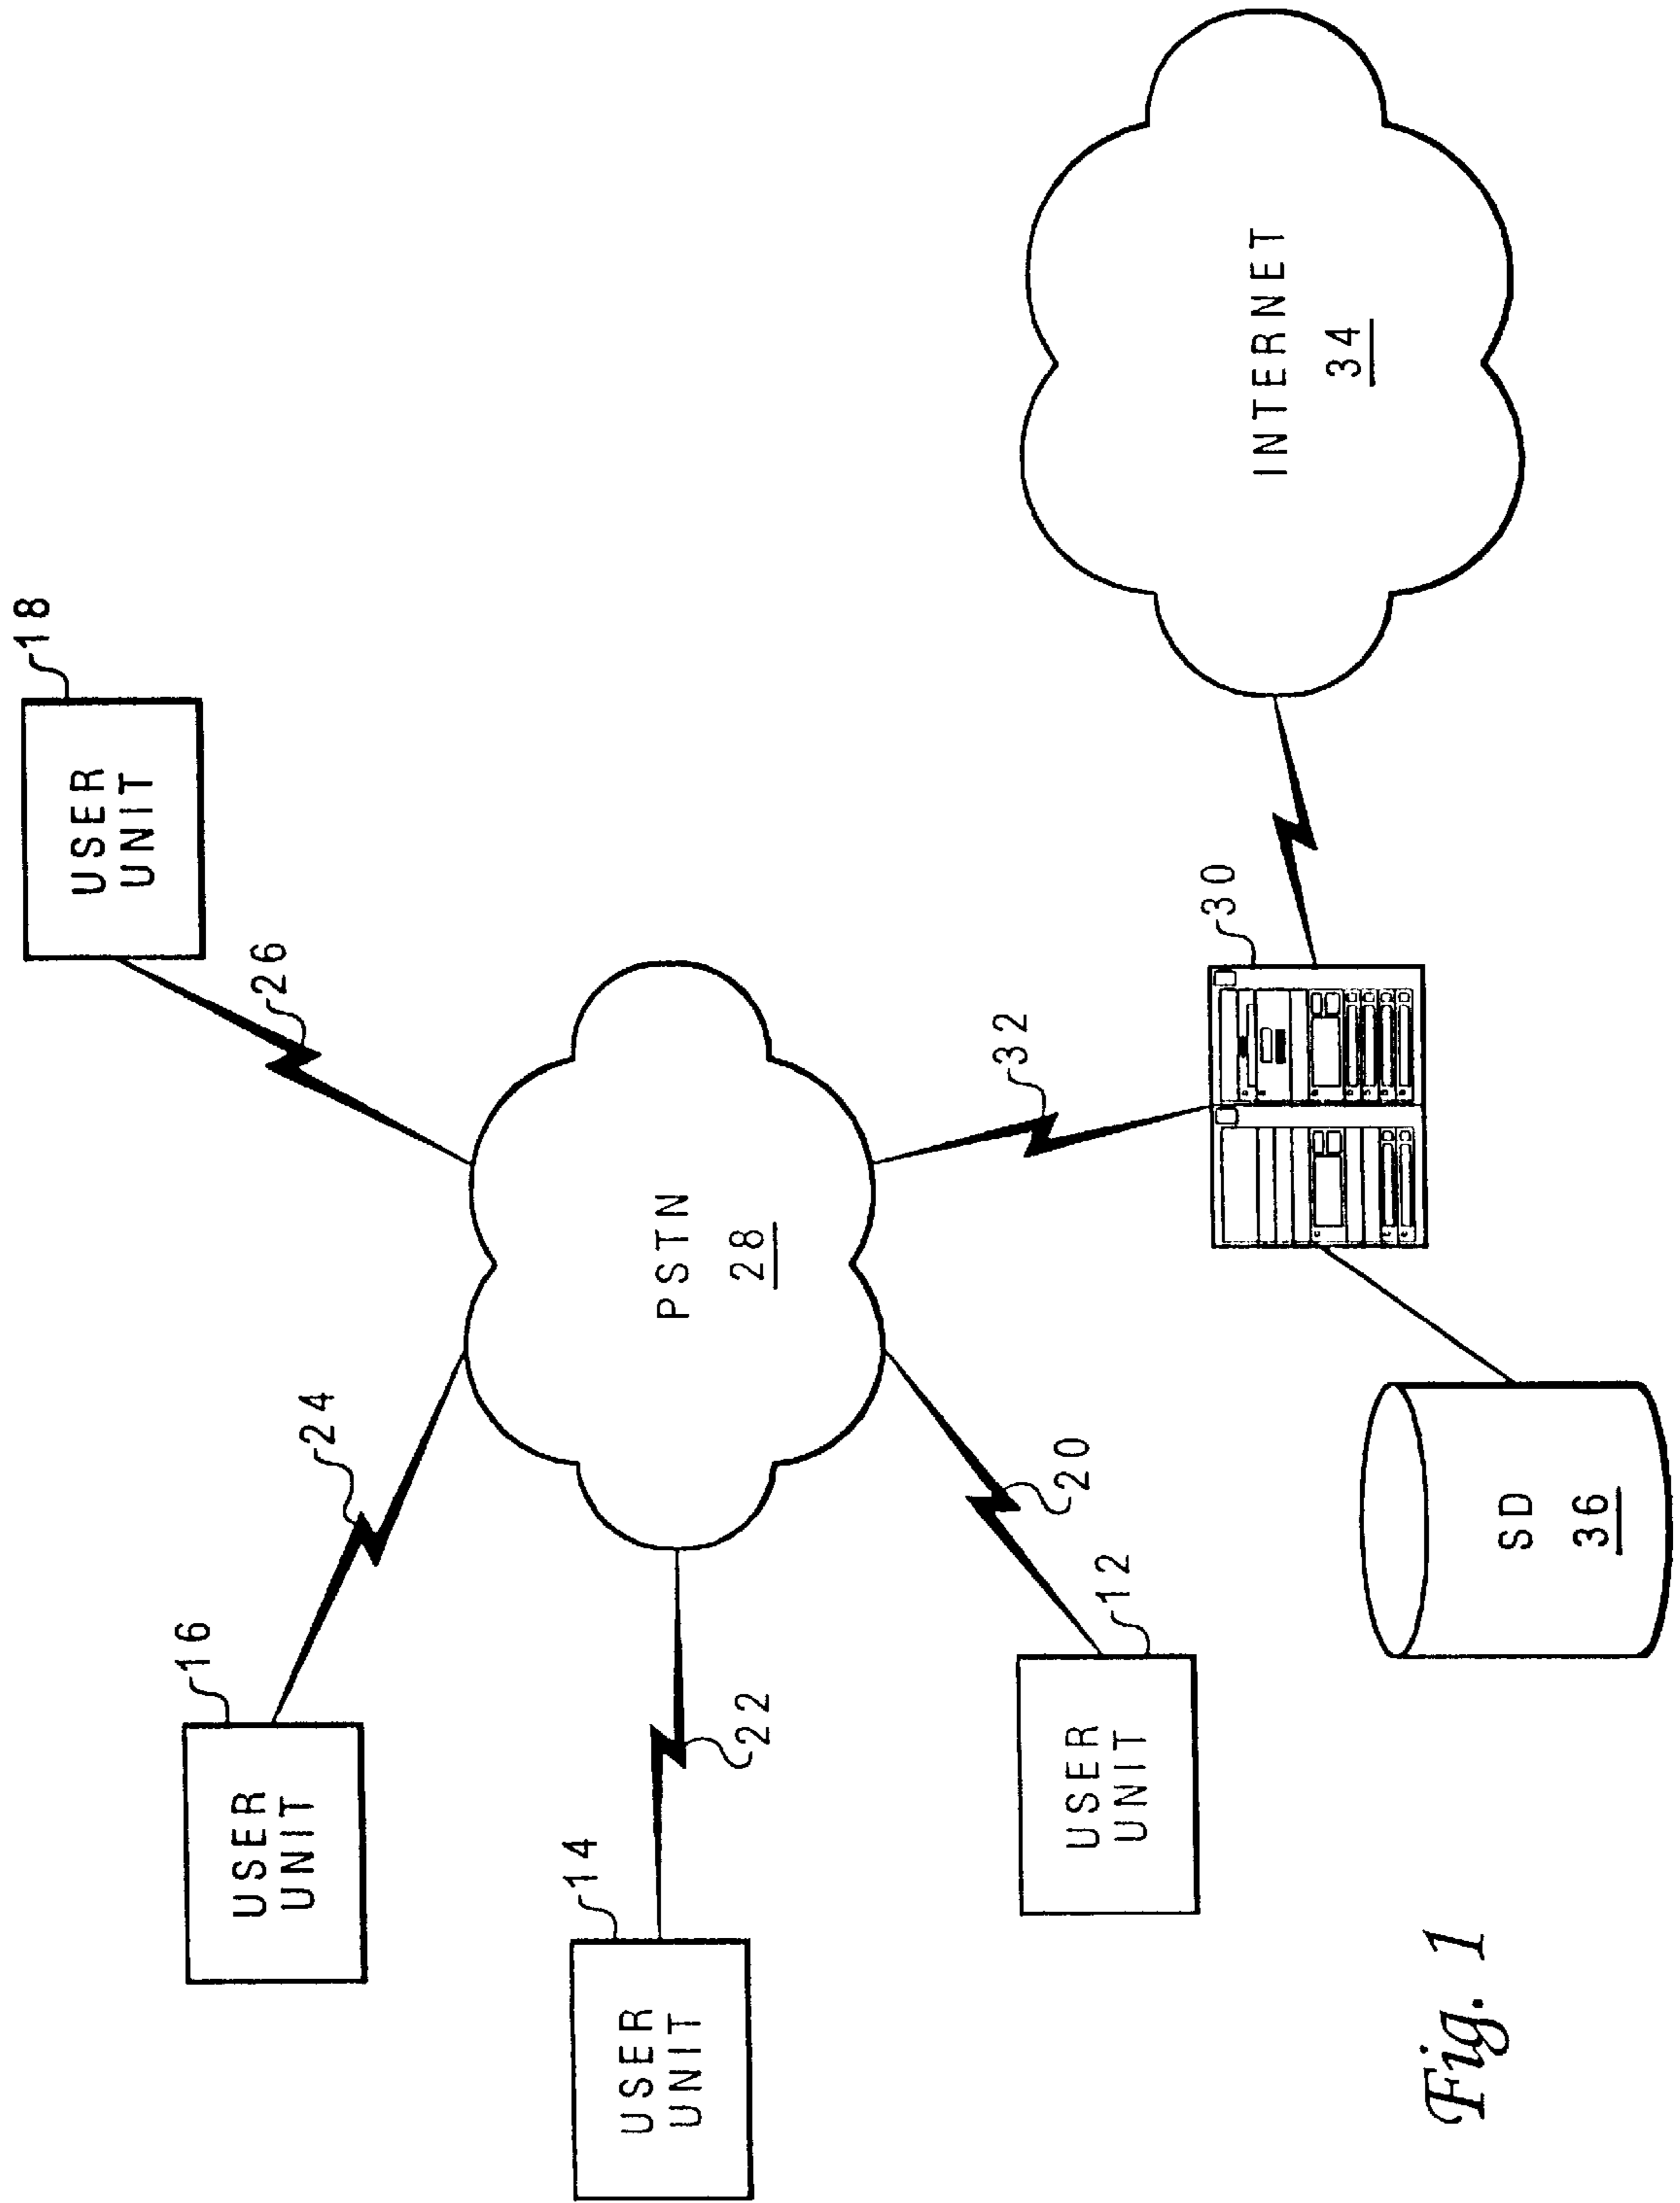 18
USER
UNIT
26
16
24
USER
UNIT
PSTN
28
14
22
USER
UNIT
32
20
12
USER
UNIT
30
INTERNET
34
SD
36
Fig. 1